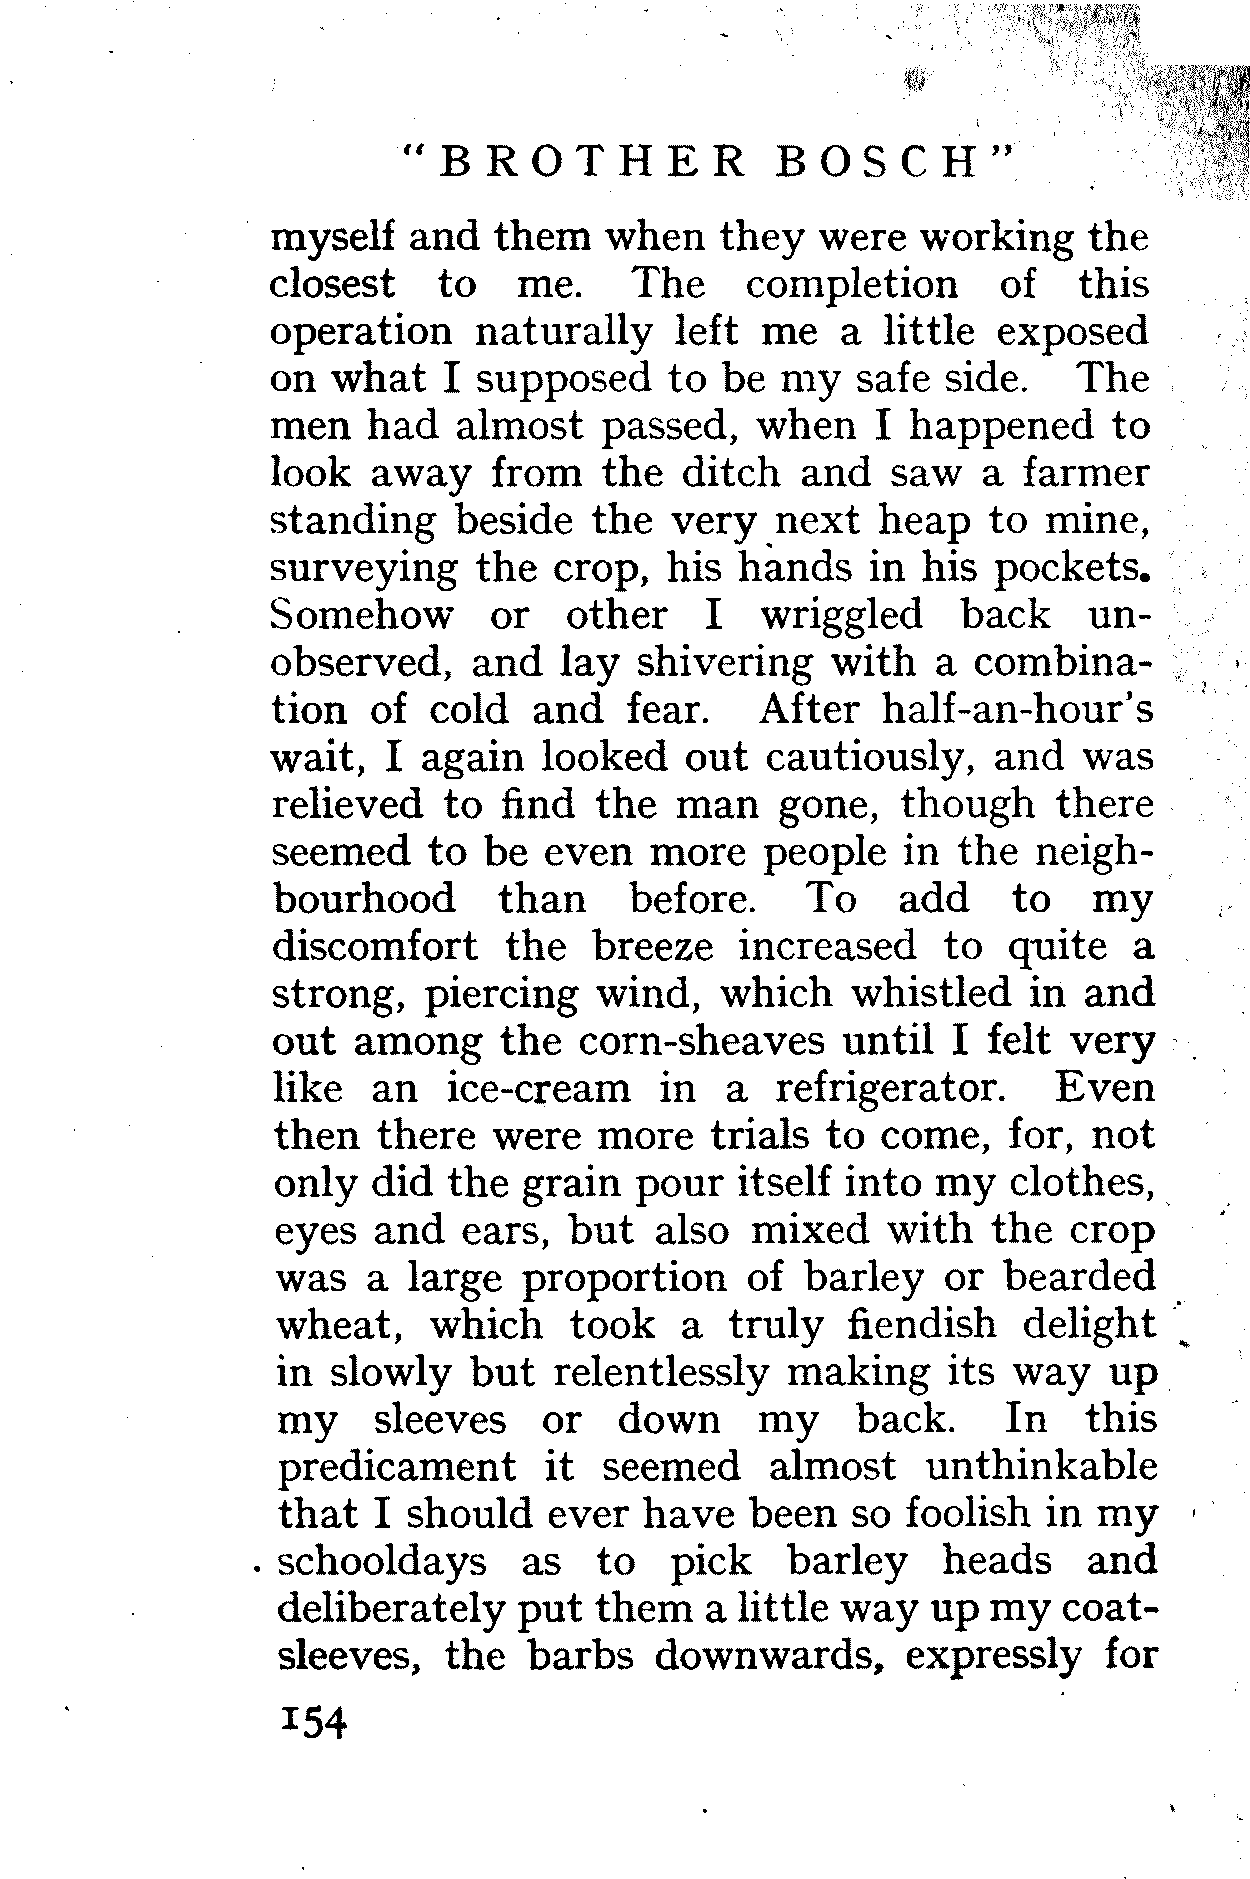 "BROTHER BOSCH"
myself and them when they were working the
closest to me. The completion of this
operation naturally left me a little exposed
on what I supposed to be my safe side. The
men had almost passed, when I happened to
look away from the ditch and saw a farmer
standing beside the very next heap to mine,
surveying the crop, his hands in his pockets.
Somehow or other I wriggled back un-
observed, and lay shivering with a combina-
tion of cold and fear. After half-an-hour's
wait, I again looked out cautiously, and was
relieved to find the man gone, though there
seemed to be even more people in the neigh-
bourhood than before. To add to my
discomfort the breeze increased to quite a
strong, piercing wind, which whistled in and
out among the corn-sheaves until I felt very
like an ice-cream in a refrigerator. Even
then there were more trials to come, for, not
only did the grain pour itself into my clothes,
eyes and ears, but also mixed with the crop
was a large proportion of barley or bearded
wheat, which took a truly fiendish delight
in slowly but relentlessly making its way up
my sleeves or down my back. In this
predicament it seemed almost unthinkable
that I should ever have been so foolish in my
schooldays as to pick barley heads and
deliberately put them a little way up my coat-
sleeves, the barbs downwards, expressly for
154